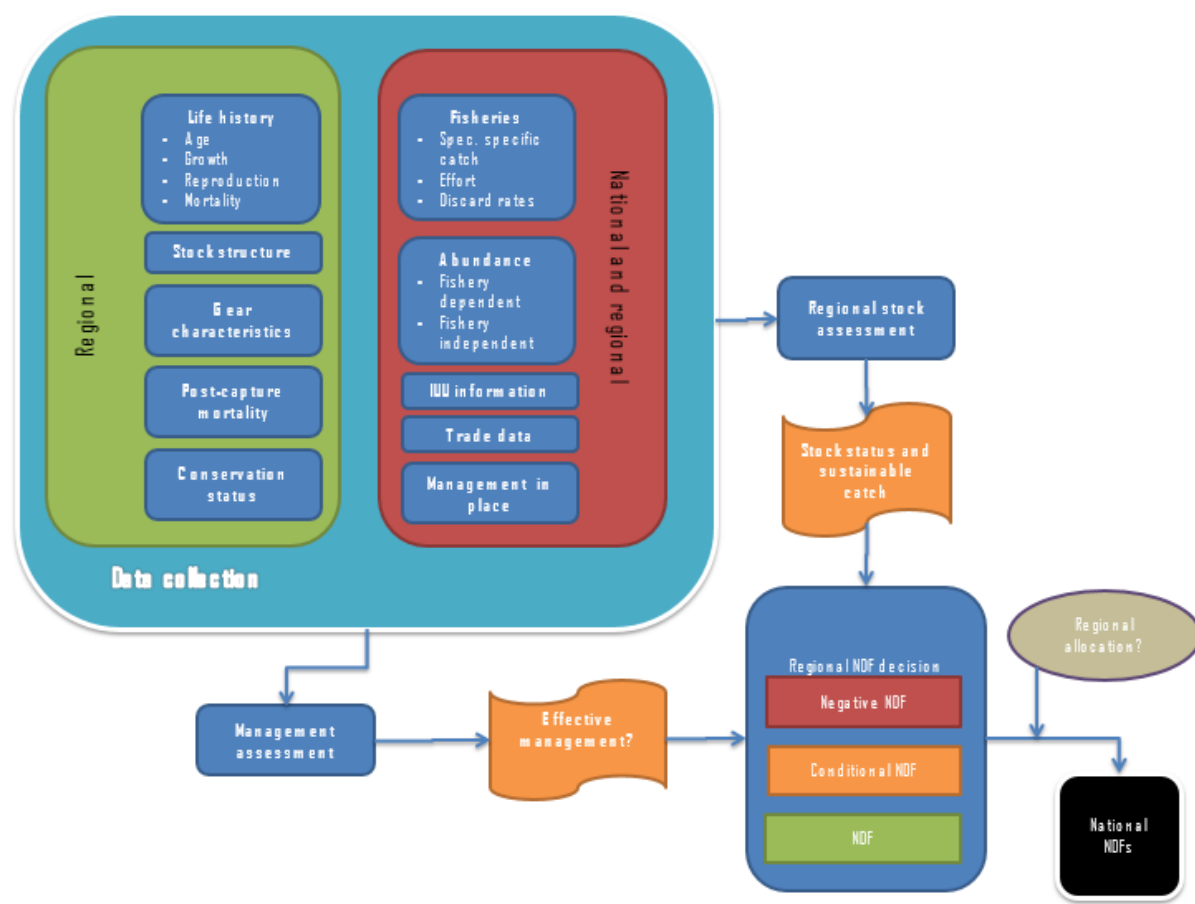 Regional
Life history
- Age
- Growth
- Reproduction
- Mortality
Stock structure
Gear
characteristics
Post-capture
mortality
Conservation
status
National and regional
Fisheries
- Spec. specific
catch
- Effort
- Discard rates
Abundance
- Fishery
dependent
- Fishery
independent
IUU information
Trade data
Management in
place
Data collection
Regional stock
assessment
Stock status and
sustainable
catch
Management
assessment
Effective
management?
Regional NDF decision
Negative NDF
Conditional NDF
NDF
Regional
allocation?
National
NDFs